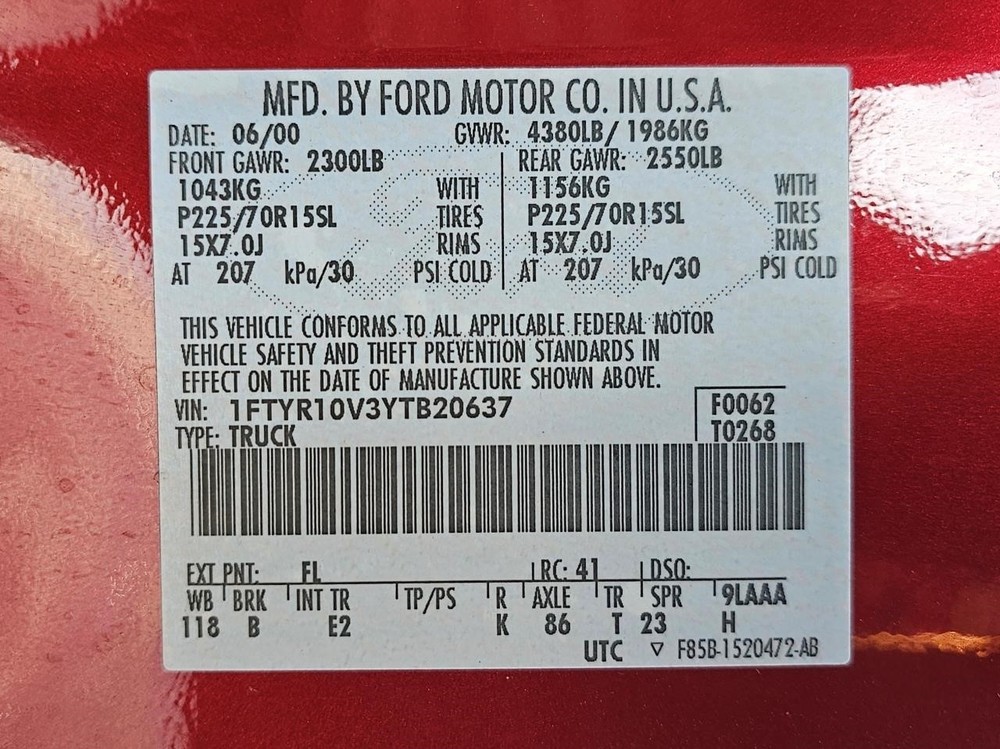 MFD. BY FORD MOTOR CO. IN U.S.A.
DATE: 06/00 GVWR: 4380LB/ 1986KG
FRONT GAWR: 2300LB REAR GAWR: 2550LB
1043KG WITH 1156KG WITH
P225/70R15SL TIRES P225/70R15SL TIRES
15X7.0J RIMS 15X7.0J RIMS
AT 207 kPa/30 PSI COLD AT 207 kPa/30 PSI COLD
THIS VEHICLE CONFORMS TO ALL APPLICABLE FEDERAL MOTOR
VEHICLE SAFETY AND THEFT PREVENTION STANDARDS IN
EFFECT ON THE DATE OF MANUFACTURE SHOWN ABOVE.
VIN: 1FTYR10V3YTB20637 F0062
TYPE: TRUCK T0268
EXT PNT: FL RC: 41 DSO:
WB BRK INT TR TP/PS R AXLE TR SPR 9LAAA
118 B E2 K 86 T 23 H
UTC ▽ F85B-1520472-AB